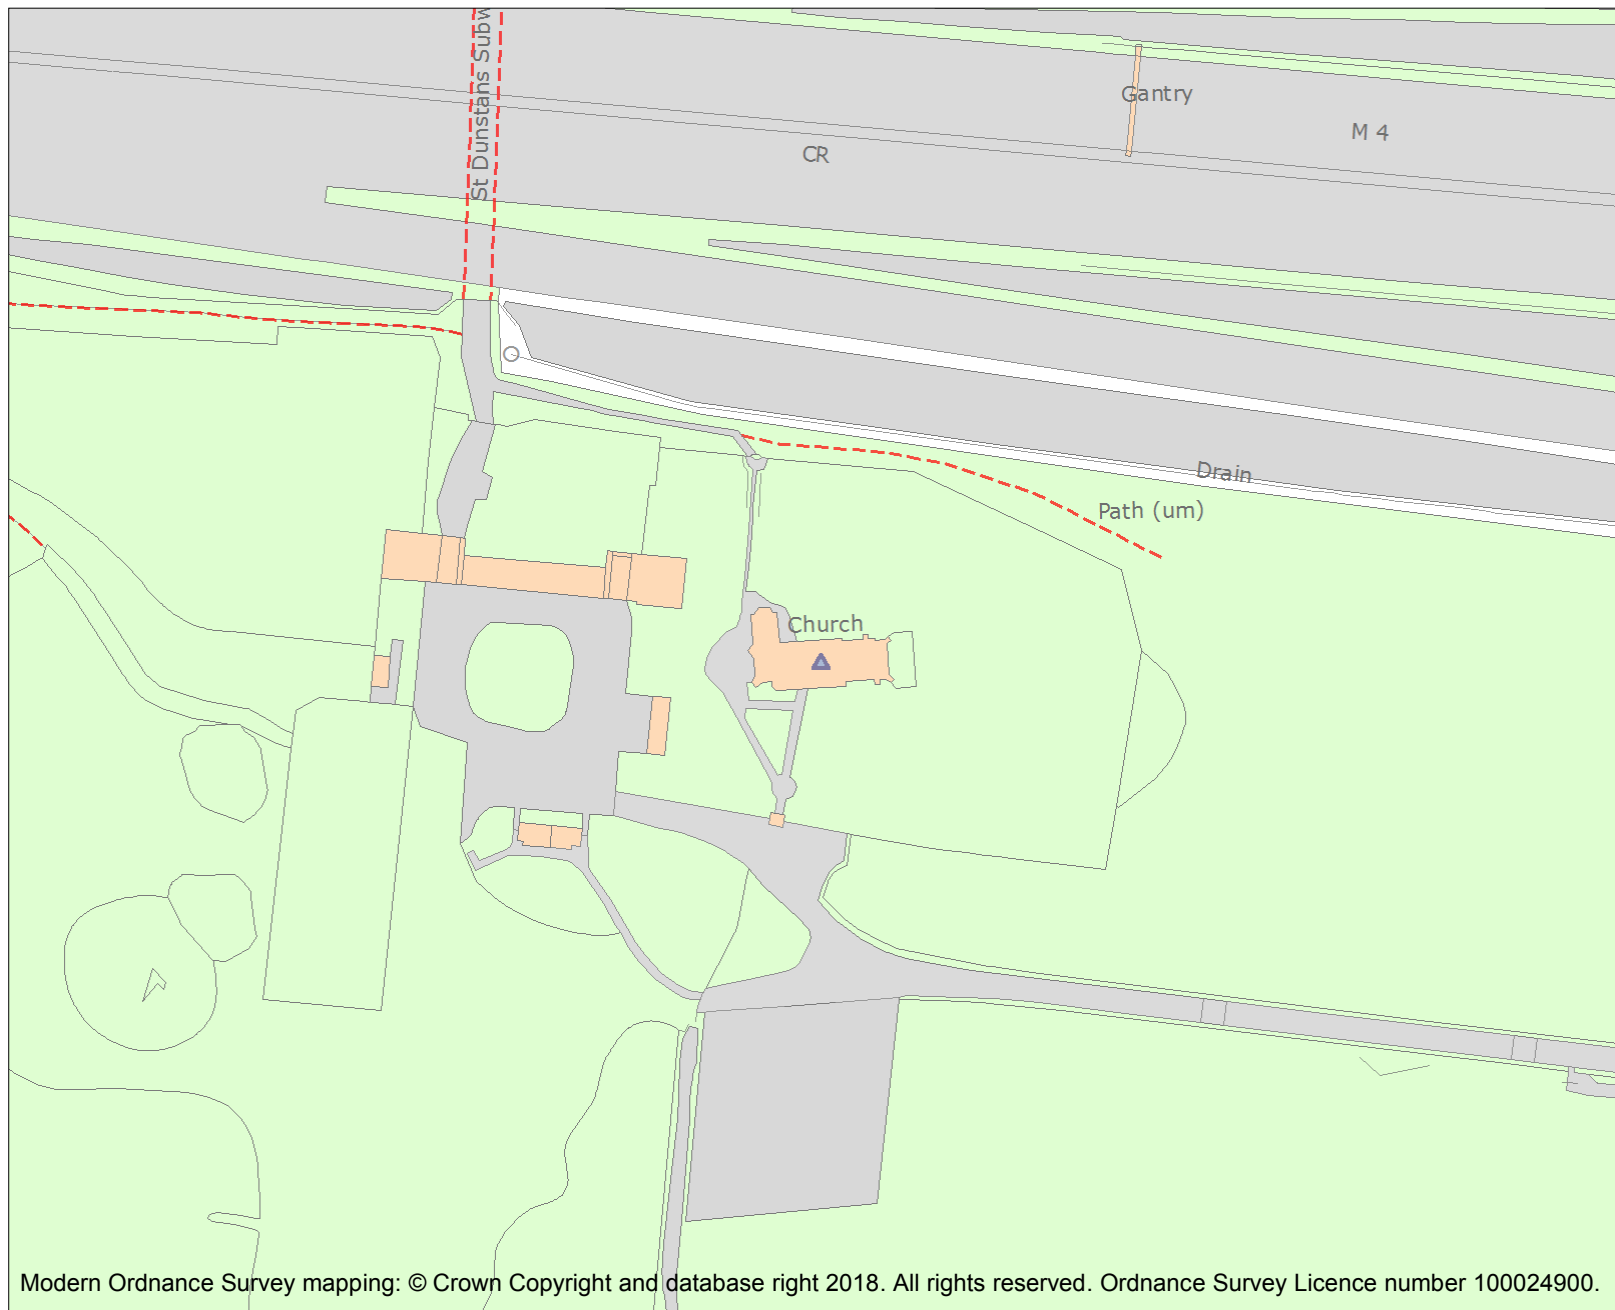 St Dunstans Subw
Gantry
M 4
CR
Drain
Path (um)
Church
Modern Ordnance Survey mapping: © Crown Copyright and database right 2018. All rights reserved. Ordnance Survey Licence number 100024900.